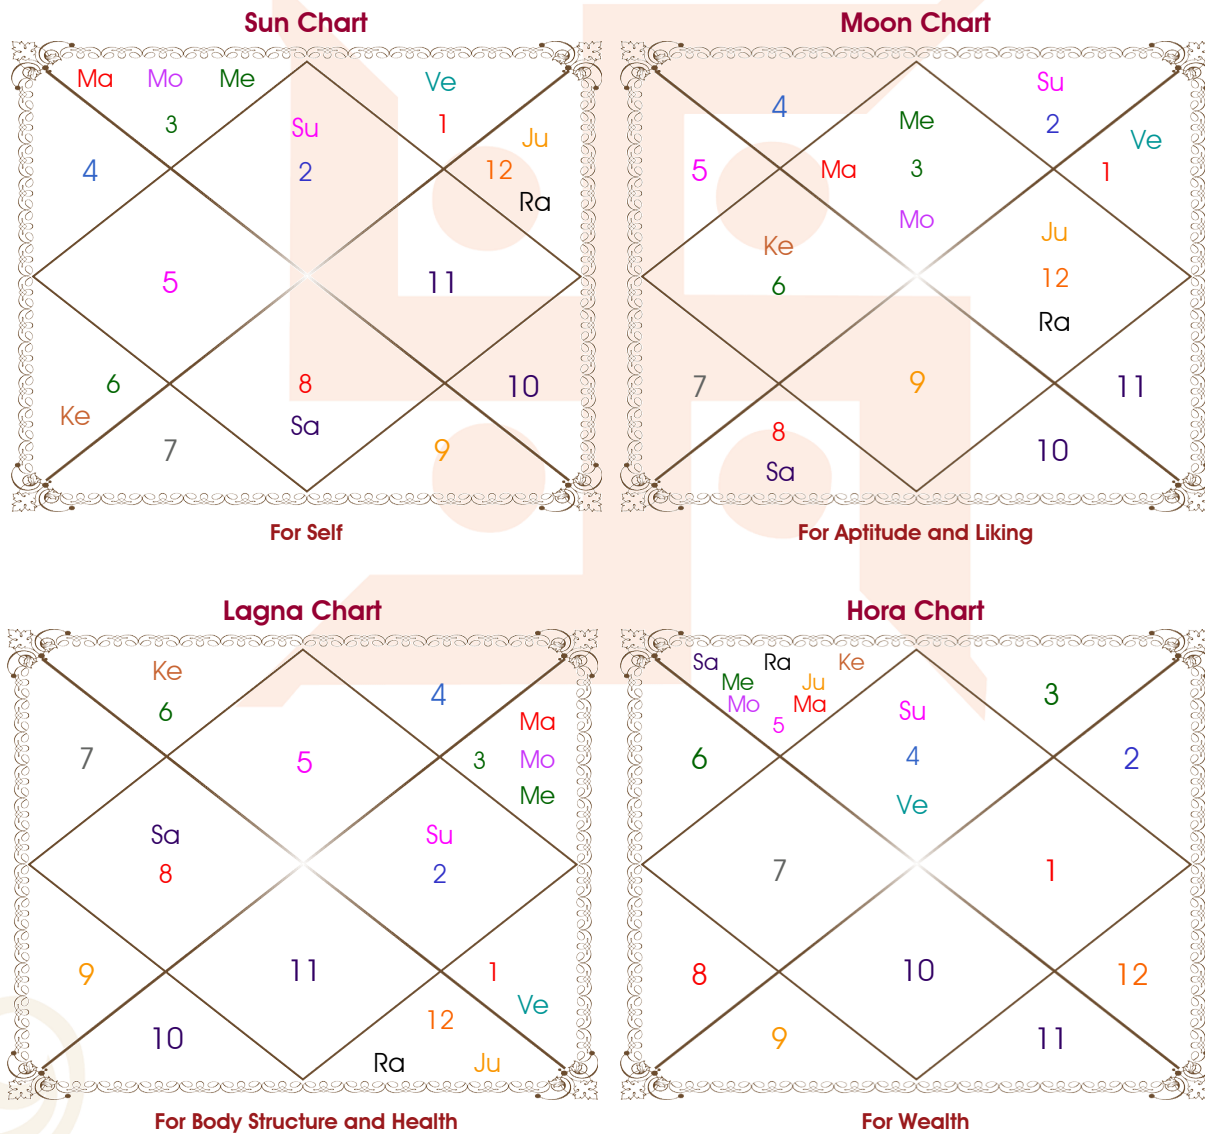 Sun Chart
Ma Mo Me
3
Su
2
Ve
1
Ju
12
Ra
4
5
11
6
Ke
7
8
Sa
9
10
For Self
Moon Chart
4
Me
Ma 3
Mo
Su
2
Ve
1
5
Ke
6
Ju
12
Ra
7
8
Sa
9
10
11
For Aptitude and Liking
Lagna Chart
Ke
6
5
4
Ma
3 Mo
Me
7
Sa
8
Su
2
9
10
11
1
Ve
12
Ra Ju
For Body Structure and Health
Hora Chart
Sa Ra Ke
Me Ju
Mo Ma
5
Su
4
Ve
3
2
6
7
1
8
9
10
11
12
For Wealth